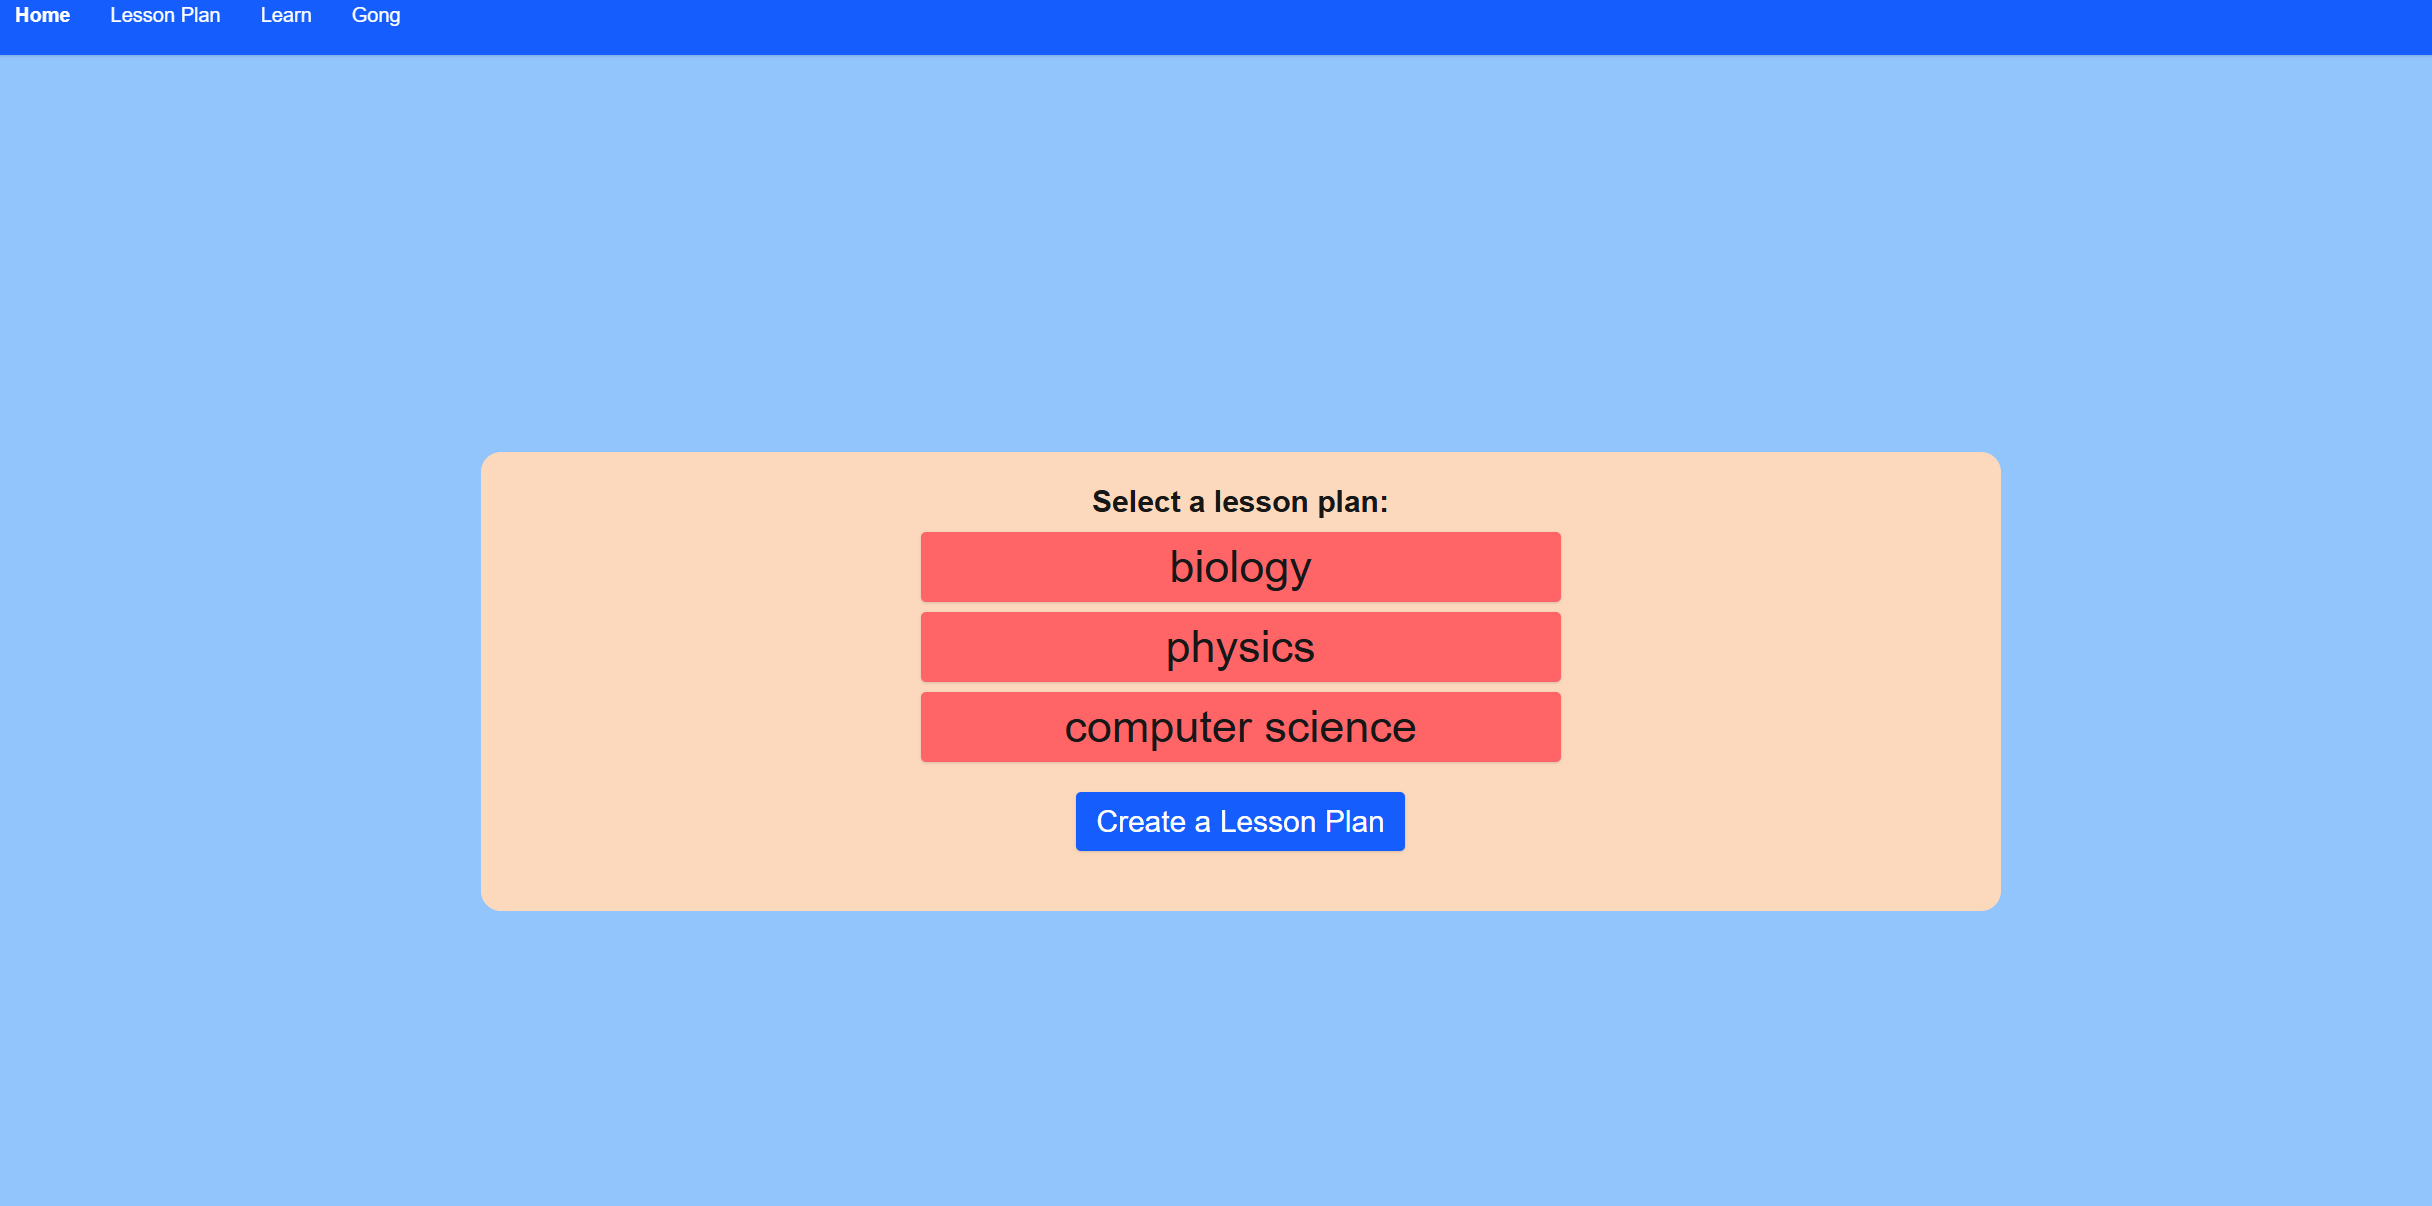 Home Lesson Plan Learn Gong
Select a lesson plan:
biology
physics
computer science
Create a Lesson Plan